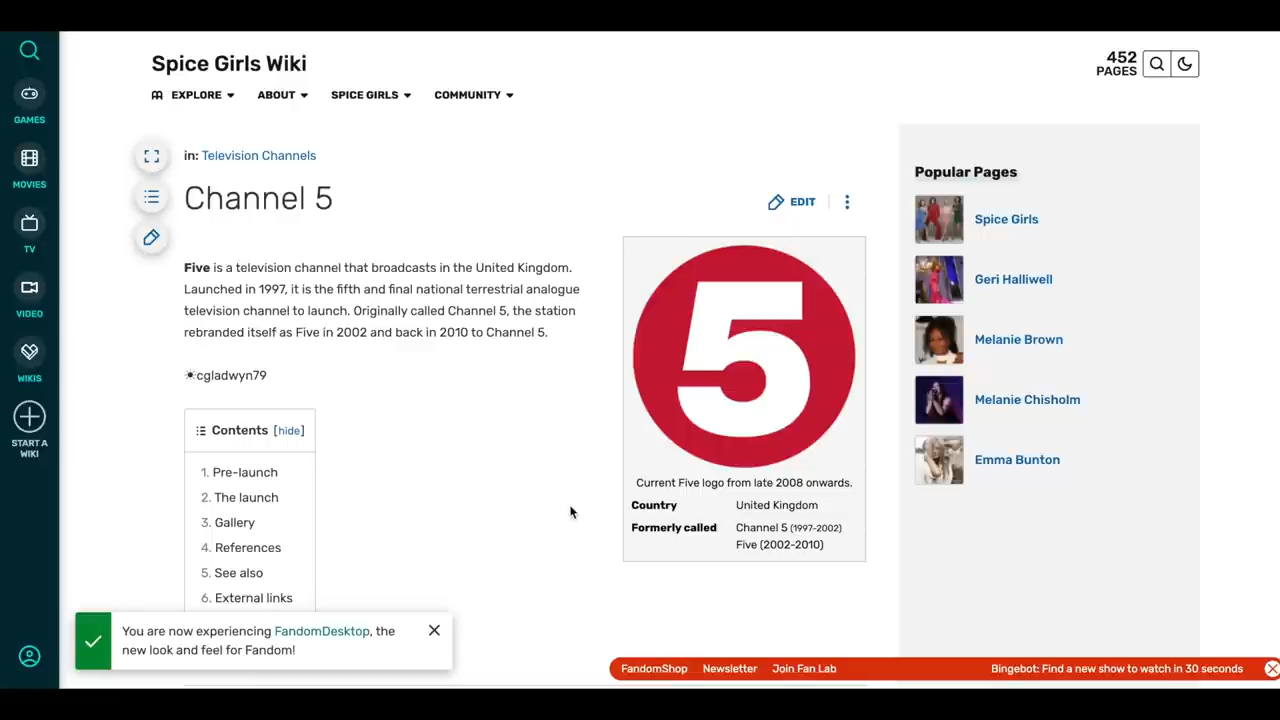 Spice Girls Wiki
452
PAGES
EXPLORE
ABOUT
SPICE GIRLS
COMMUNITY
GAMES
MOVIES
TV
VIDEO
WIKIS
START A
WIKI
in: Television Channels
Channel 5
EDIT
Five is a television channel that broadcasts in the United Kingdom.
Launched in 1997, it is the fifth and final national terrestrial analogue
television channel to launch. Originally called Channel 5, the station
rebranded itself as Five in 2002 and back in 2010 to Channel 5.
☀cgladwyn79
Contents [hide]
1. Pre-launch
2. The launch
3. Gallery
4. References
5. See also
6. External links
5
Current Five logo from late 2008 onwards.
Country United Kingdom
Formerly called Channel 5 (1997-2002)
Five (2002-2010)
Popular Pages
Spice Girls
Geri Halliwell
Melanie Brown
Melanie Chisholm
Emma Bunton
You are now experiencing FandomDesktop, the
new look and feel for Fandom!
FandomShop Newsletter Join Fan Lab Bingebot: Find a new show to watch in 30 seconds